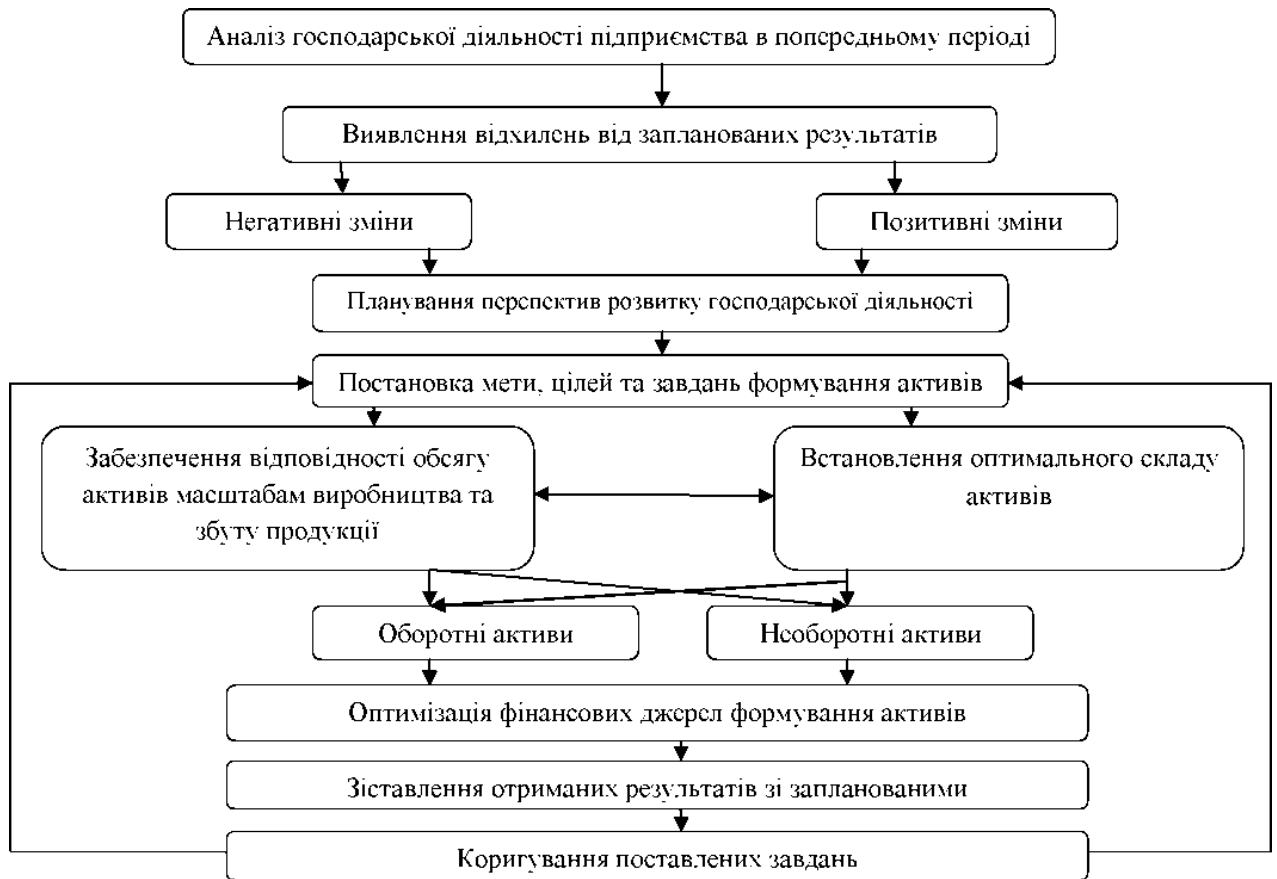 Аналіз господарської діяльності підприємства в попередньому періоді
Виявлення відхилень від запланованих результатів
Негативні зміни
Позитивні зміни
Планування перспектив розвитку господарської діяльності
Постановка мети, цілей та завдань формування активів
Забезпечення відповідності обсягу
активів масштабам виробництва та
збуту продукції
Встановлення оптимального складу
активів
Оборотні активи
Необоротні активи
Оптимізація фінансових джерел формування активів
Зіставлення отриманих результатів зі запланованими
Коригування поставлених завдань